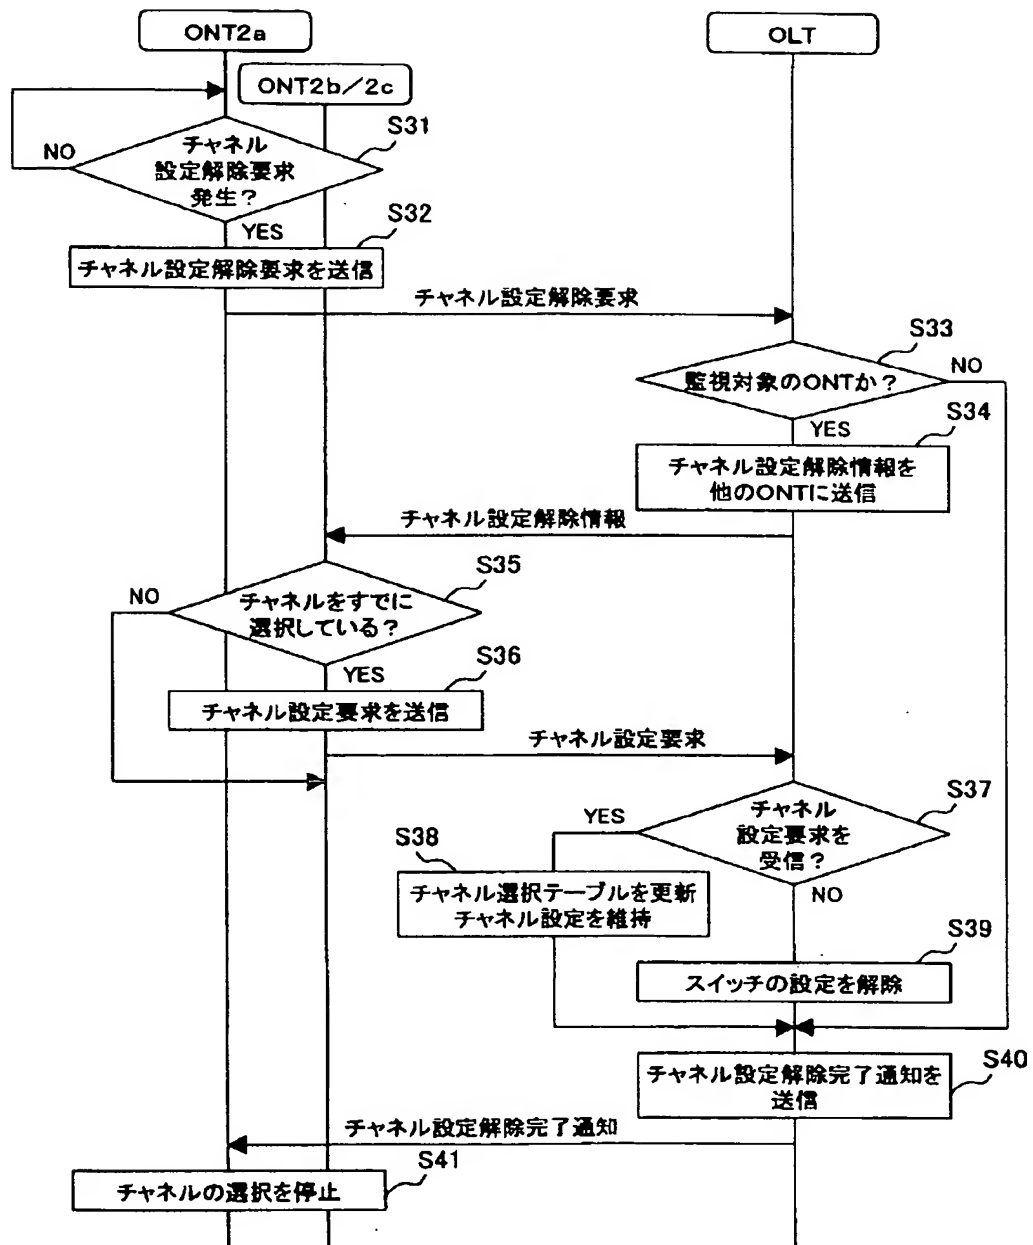 ONT2a
OLT
ONT2b/2c
S31
NO
チャネル
設定解除要求
発生?
S32
YES
チャネル設定解除要求を送信
チャネル設定解除要求
S33
NO
監視対象のONTか?
S34
YES
チャネル設定解除情報を
他のONTに送信
チャネル設定解除情報
S35
NO
チャネルをすでに
選択している?
S36
YES
チャネル設定要求を送信
チャネル設定要求
S37
YES
チャネル
設定要求を
受信?
S38
NO
チャネル選択テーブルを更新
チャネル設定を維持
S39
スイッチの設定を解除
S40
チャネル設定解除完了通知を
送信
チャネル設定解除完了通知
S41
チャネルの選択を停止